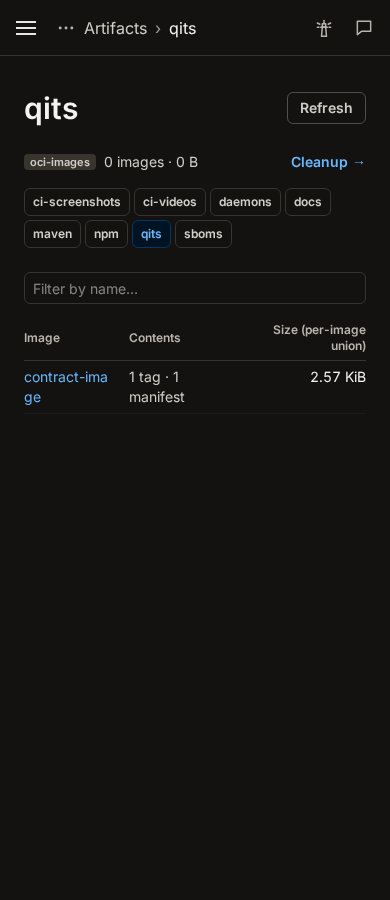 ··· Artifacts › qits
qits
Refresh
oci-images 0 images · 0 B Cleanup →
ci-screenshots ci-videos daemons docs
maven npm qits sboms
Filter by name...
Image Contents Size (per-image
union)
contract-ima 1 tag · 1 2.57 KiB
ge manifest